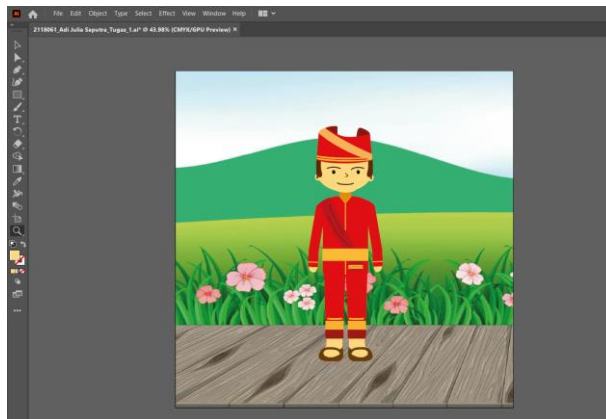 File Edit Object Type Select Effect View Window Help
2118061_Adi Julia Saputra_Tugas_1.ai* @ 43.98% (CMYK/GPU Preview) ×